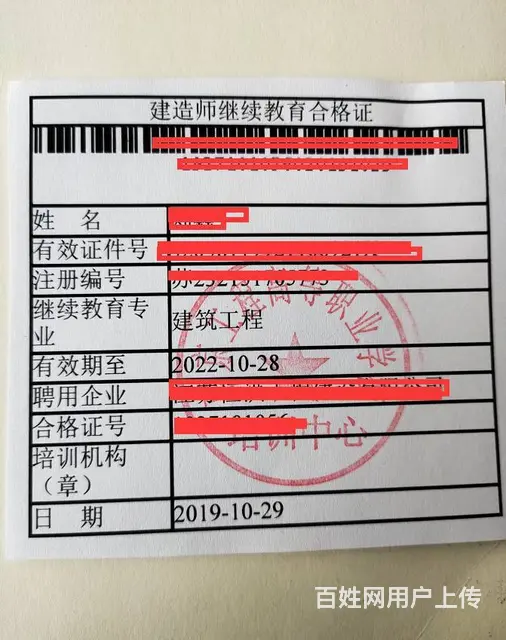 建造师继续教育合格证
姓 名
有效证件号
注册编号
继续教育专业 建筑工程
有效期至 2022-10-28
聘用企业
合格证号
培训机构（章）
培训中心
日 期 2019-10-29
百姓网用户上传